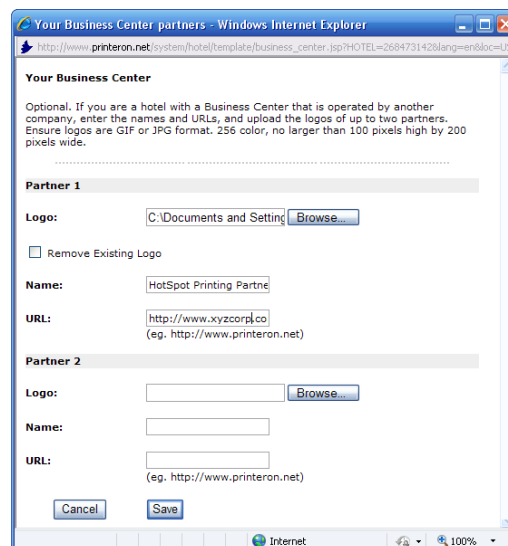 Your Business Center partners - Windows Internet Explorer
http://www.printeron.net/system/hotel/template/business_center.jsp?HOTEL=268473142&lang=en&loc=US
Your Business Center
Optional. If you are a hotel with a Business Center that is operated by another
company, enter the names and URLs, and upload the logos of up to two partners.
Ensure logos are GIF or JPG format. 256 color, no larger than 100 pixels high by 200
pixels wide.
Partner 1
Logo: C:\Documents and Setting Browse...
Remove Existing Logo
Name: HotSpot Printing Partne
URL: http://www.xyzcorp.co
(eg. http://www.printeron.net)
Partner 2
Logo: Browse...
Name:
URL:
(eg. http://www.printeron.net)
Cancel Save
Internet 100%